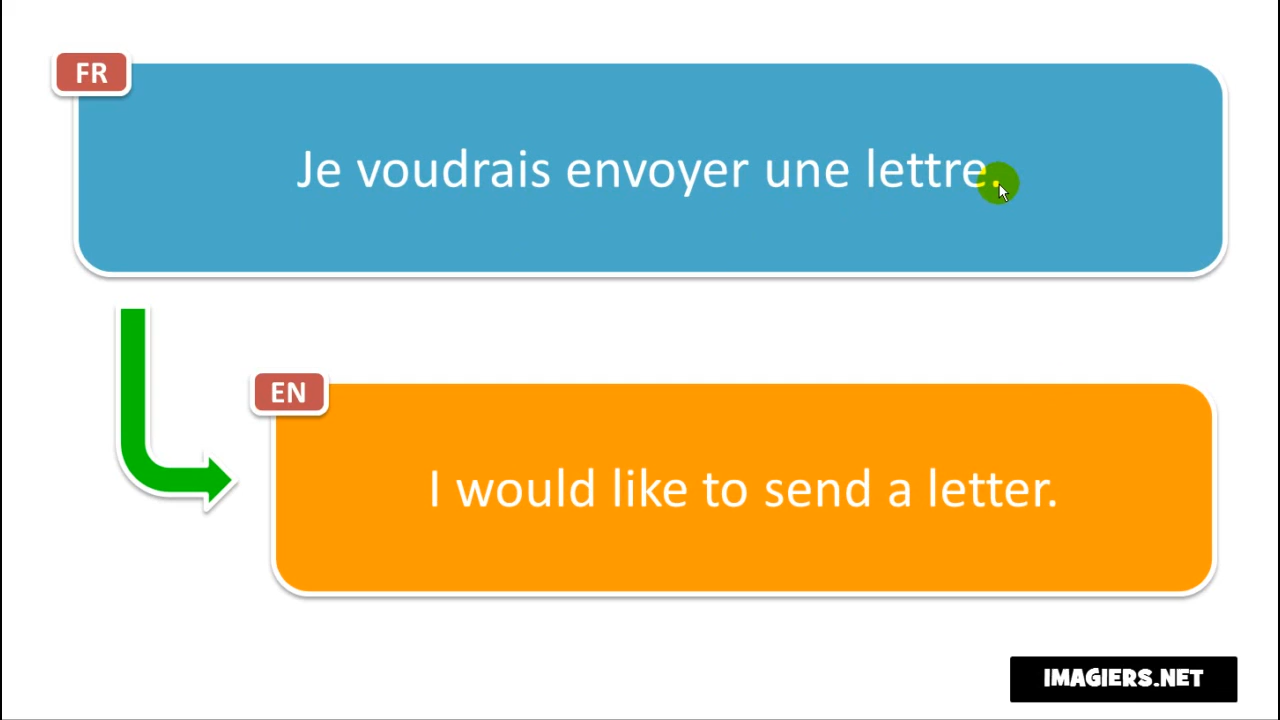 FR
Je voudrais envoyer une lettre.
EN
I would like to send a letter.
IMAGIERS.NET